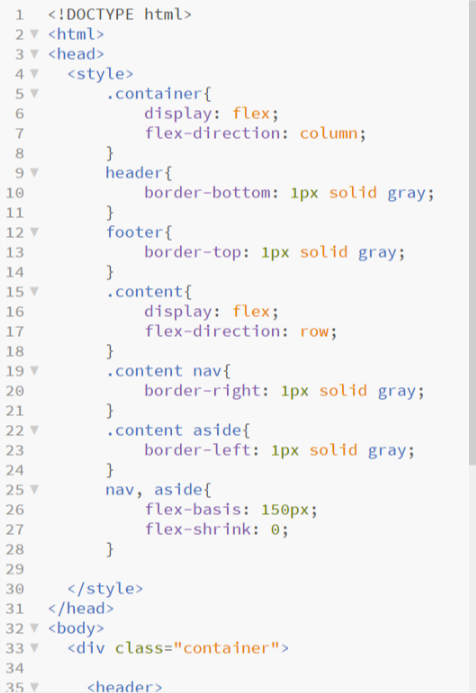 1 <!DOCTYPE html>
2 <html>
3 <head>
4 <style>
5 .container{
6 display: flex;
7 flex-direction: column;
8 }
9 header{
10 border-bottom: 1px solid gray;
11 }
12 footer{
13 border-top: 1px solid gray;
14 }
15 .content{
16 display: flex;
17 flex-direction: row;
18 }
19 .content nav{
20 border-right: 1px solid gray;
21 }
22 .content aside{
23 border-left: 1px solid gray;
24 }
25 nav, aside{
26 flex-basis: 150px;
27 flex-shrink: 0;
28 }
29
30 </style>
31 </head>
32 <body>
33 <div class="container">
34
35 <header>